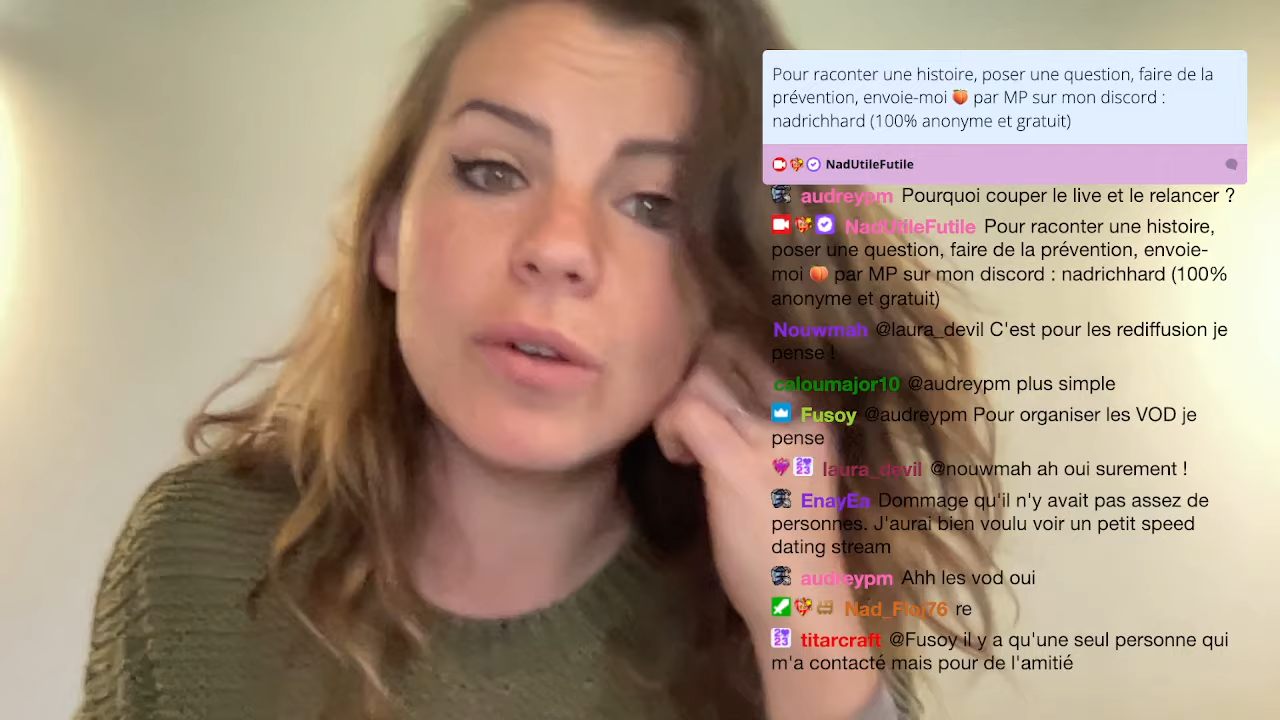 Pour raconter une histoire, poser une question, faire de la
prévention, envoie-moi 🍑 par MP sur mon discord :
nadrichhard (100% anonyme et gratuit)
NadUtileFutile
audreypm Pourquoi couper le live et le relancer ?
NadUtileFutile Pour raconter une histoire,
poser une question, faire de la prévention, envoie-
moi 🍑 par MP sur mon discord : nadrichhard (100%
anonyme et gratuit)
Nouwmah @laura_devil C'est pour les rediffusion je
pense !
caloumajor10 @audreypm plus simple
Fusoy @audreypm Pour organiser les VOD je
pense
laura_devil @nouwmah ah oui surement !
EnayEa Dommage qu'il n'y avait pas assez de
personnes. J'aurai bien voulu voir un petit speed
dating stream
audreypm Ahh les vod oui
Nad_Floj76 re
titarcraft @Fusoy il y a qu'une seul personne qui
m'a contacté mais pour de l'amitié